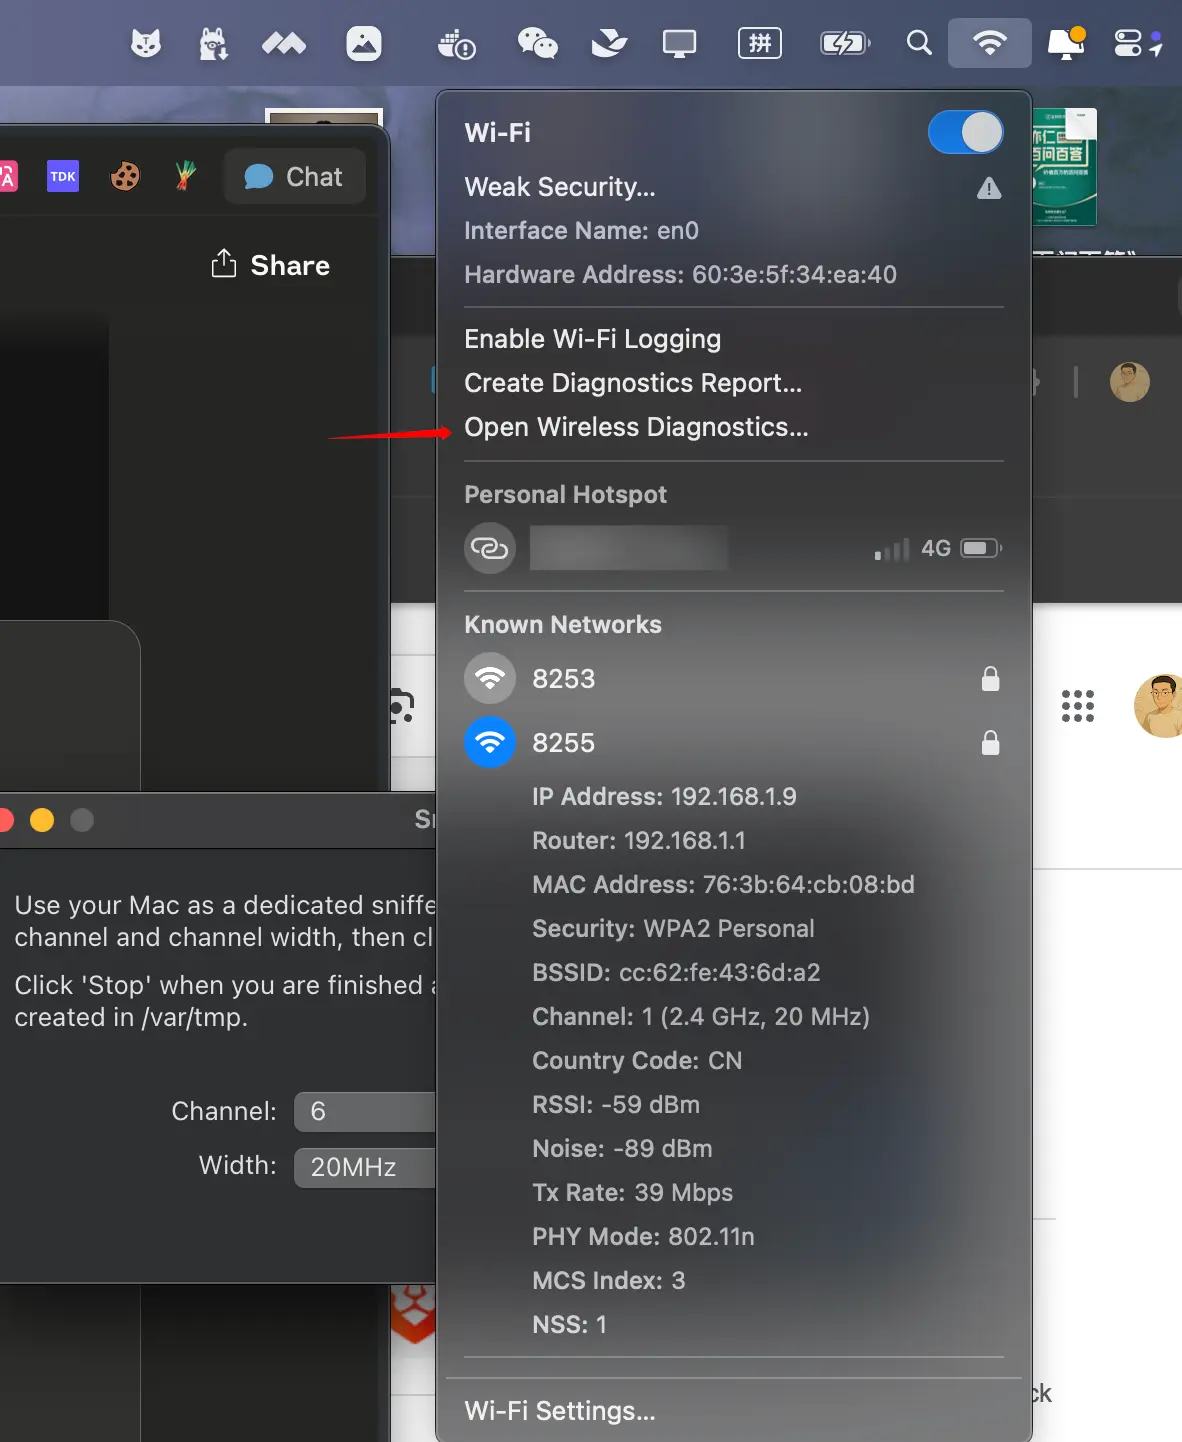 拼
Wi-Fi
Weak Security...
Interface Name: en0
Hardware Address: 60:3e:5f:34:ea:40
Enable Wi-Fi Logging
Create Diagnostics Report...
Open Wireless Diagnostics...
Personal Hotspot
4G
Known Networks
8253
8255
IP Address: 192.168.1.9
Router: 192.168.1.1
MAC Address: 76:3b:64:cb:08:bd
Security: WPA2 Personal
BSSID: cc:62:fe:43:6d:a2
Channel: 1 (2.4 GHz, 20 MHz)
Country Code: CN
RSSI: -59 dBm
Noise: -89 dBm
Tx Rate: 39 Mbps
PHY Mode: 802.11n
MCS Index: 3
NSS: 1
Wi-Fi Settings...
TDK
Chat
Share
Use your Mac as a dedicated sniffe
channel and channel width, then cl
Click 'Stop' when you are finished
created in /var/tmp.
Channel: 6
Width: 20MHz
百问百答
ck